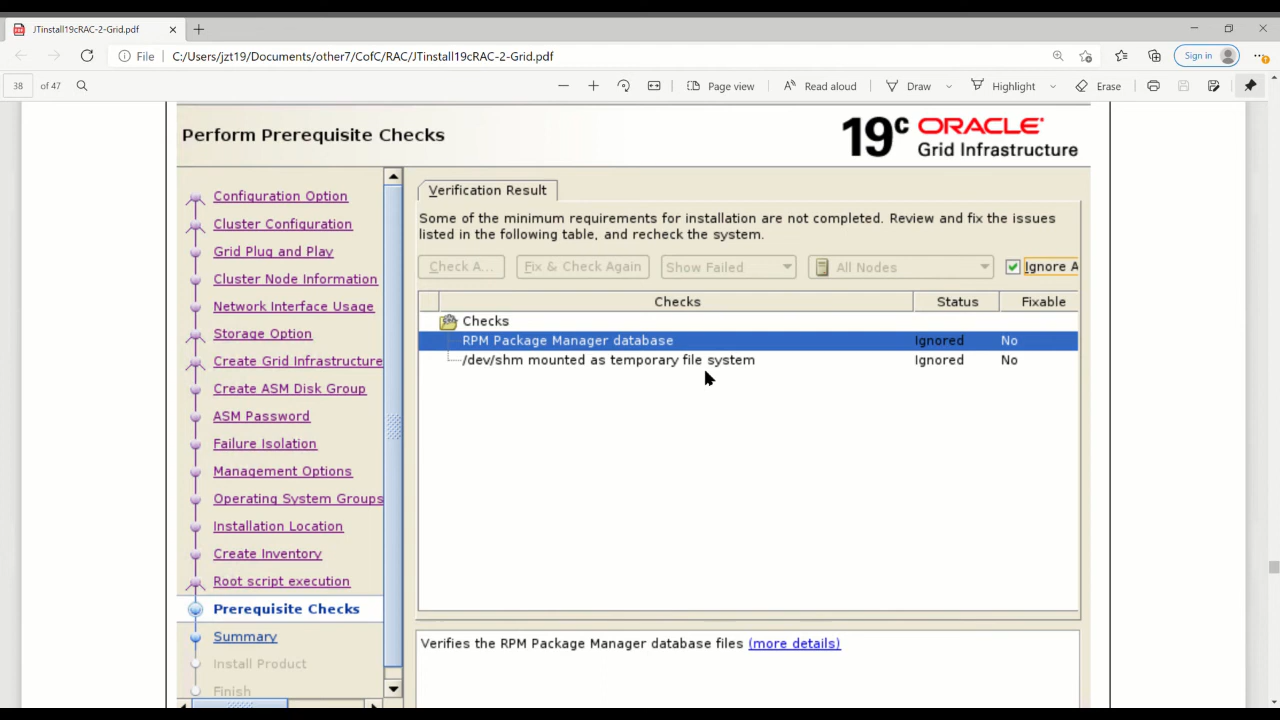 JTinstall19cRAC-2-Grid.pdf
File
C:/Users/jzt19/Documents/other7/CofC/RAC/JTinstall19cRAC-2-Grid.pdf
Sign in
38 of 47
Page view
Read aloud
Draw
Highlight
Erase
Perform Prerequisite Checks
19c ORACLE
Grid Infrastructure
Configuration Option
Cluster Configuration
Grid Plug and Play
Cluster Node Information
Network Interface Usage
Storage Option
Create Grid Infrastructure
Create ASM Disk Group
ASM Password
Failure Isolation
Management Options
Operating System Groups
Installation Location
Create Inventory
Root script execution
Prerequisite Checks
Summary
Install Product
Finish
Verification Result
Some of the minimum requirements for installation are not completed. Review and fix the issues
listed in the following table, and recheck the system.
Check A... Fix & Check Again Show Failed All Nodes Ignore A
Checks Status Fixable
Checks
RPM Package Manager database Ignored No
/dev/shm mounted as temporary file system Ignored No
Verifies the RPM Package Manager database files (more details)